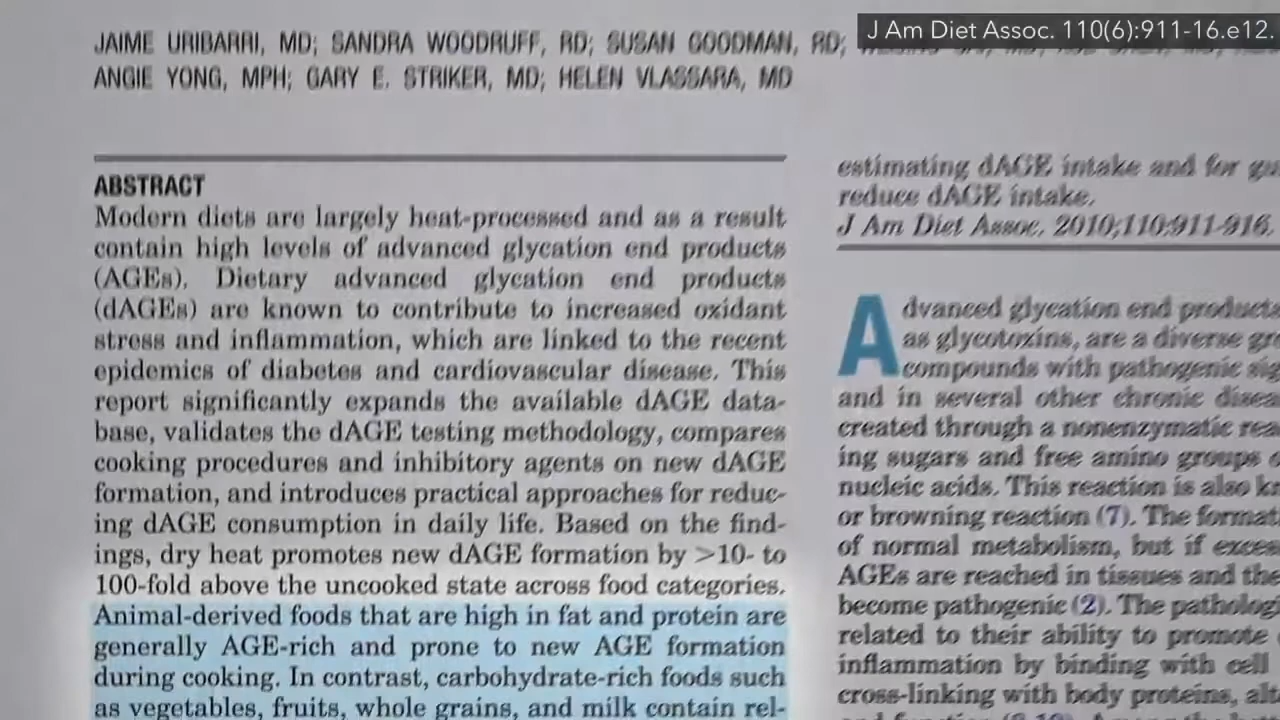 J Am Diet Assoc. 110(6):911-16.e12.
JAIME URIBARRI, MD; SANDRA WOODRUFF, RD; SUSAN GOODMAN, RD;
ANGIE YONG, MPH; GARY E. STRIKER, MD; HELEN VLASSARA, MD
ABSTRACT
Modern diets are largely heat-processed and as a result
contain high levels of advanced glycation end products
(AGEs). Dietary advanced glycation end products
(dAGEs) are known to contribute to increased oxidant
stress and inflammation, which are linked to the recent
epidemics of diabetes and cardiovascular disease. This
report significantly expands the available dAGE data-
base, validates the dAGE testing methodology, compares
cooking procedures and inhibitory agents on new dAGE
formation, and introduces practical approaches for reduc-
ing dAGE consumption in daily life. Based on the find-
ings, dry heat promotes new dAGE formation by >10- to
100-fold above the uncooked state across food categories.
Animal-derived foods that are high in fat and protein are
generally AGE-rich and prone to new AGE formation
during cooking. In contrast, carbohydrate-rich foods such
as vegetables, fruits, whole grains, and milk contain rel-
estimating dAGE intake and for gu
reduce dAGE intake.
J Am Diet Assoc. 2010;110:911-916.
Advanced glycation end products
as glycotoxins, are a diverse gr
compounds with pathogenic sig
and in several other chronic disea
created through a nonenzymatic rea
ing sugars and free amino groups o
nucleic acids. This reaction is also kn
or browning reaction (7). The format
of normal metabolism, but if exces
AGEs are reached in tissues and the
become pathogenic (2). The pathologi
related to their ability to promote
inflammation by binding with cell
cross-linking with body proteins, alt